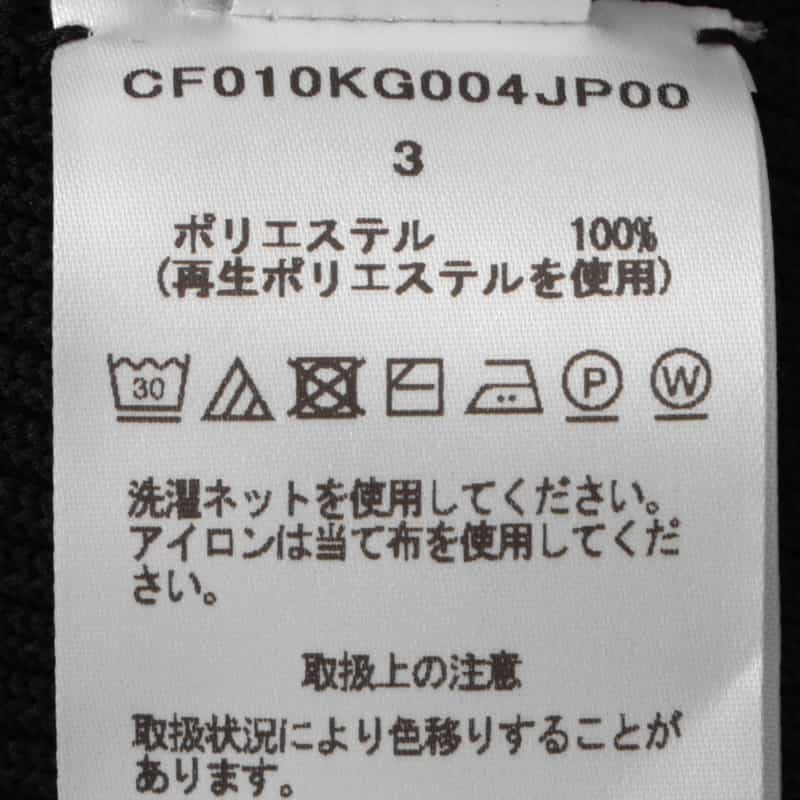 CF010KG004JP00
3
ポリエステル 100%
(再生ポリエステルを使用)
30 P W
洗濯ネットを使用してください。
アイロンは当て布を使用してくだ
さい。
取扱上の注意
取扱状況により色移りすることが
あります。